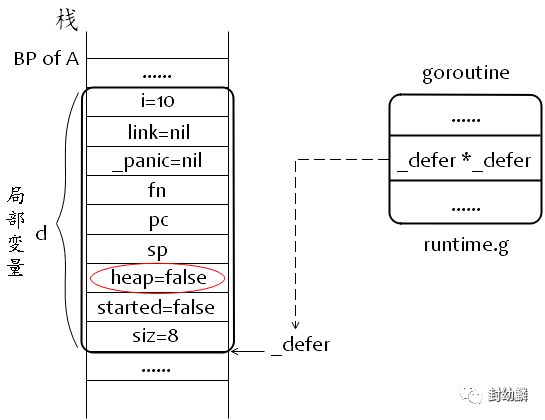 栈
BP of A
......
i=10
link=nil
_panic=nil
fn
pc
sp
heap=false
started=false
siz=8
......
局部变量
d
_defer
goroutine
......
_defer *_defer
......
runtime.g
封幼麟